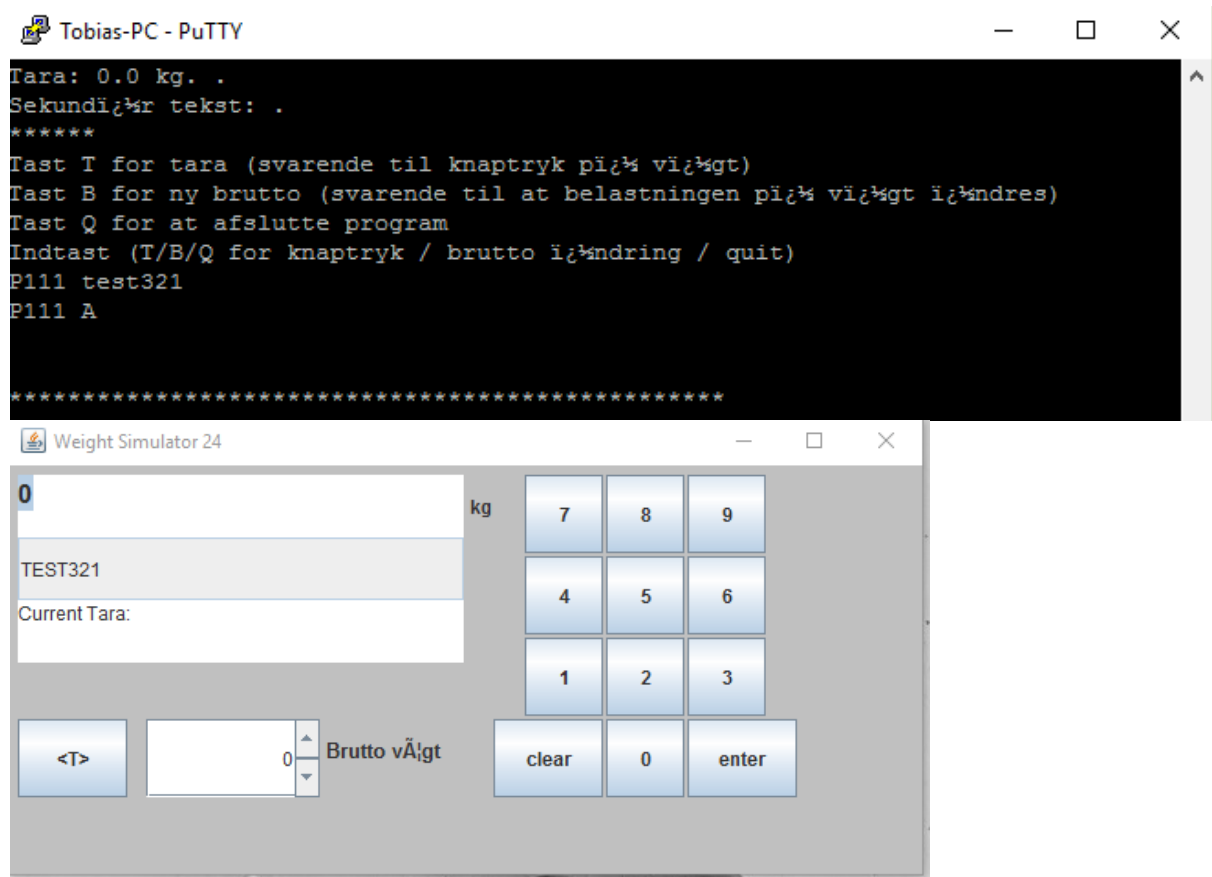 Tobias-PC - PuTTY
Tara: 0.0 kg. .
Sekundï¿½r tekst: .
******
Tast T for tara (svarende til knaptryk pï¿½ vï¿½gt)
Tast B for ny brutto (svarende til at belastningen pï¿½ vï¿½gt ï¿½ndres)
Tast Q for at afslutte program
Indtast (T/B/Q for knaptryk / brutto ï¿½ndring / quit)
P111 test321
P111 A
*************************************************
Weight Simulator 24
0
kg
7 8 9
TEST321
4 5 6
Current Tara:
1 2 3
<T>
0
Brutto vÃ¦gt
clear 0 enter